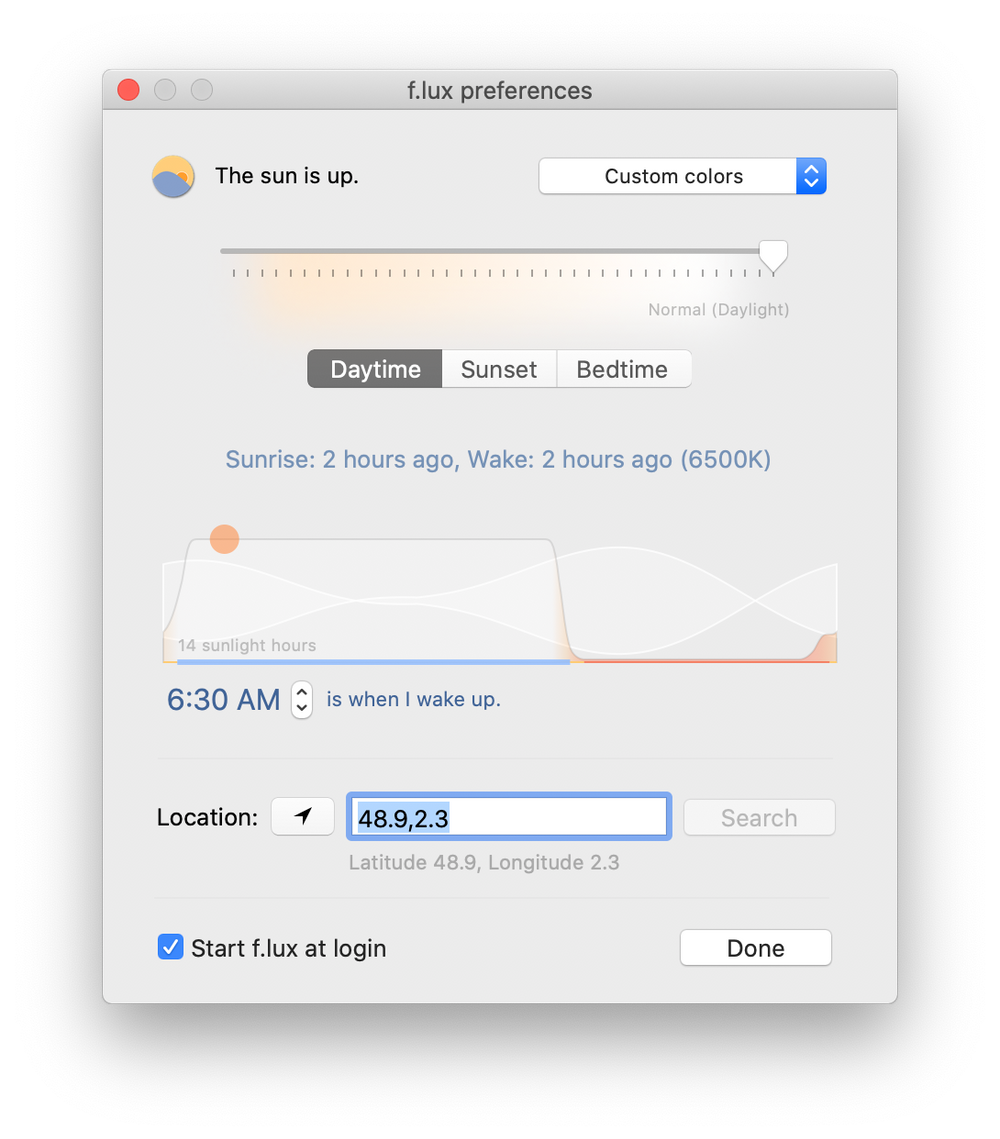 f.lux preferences
The sun is up.
Custom colors
Normal (Daylight)
Daytime Sunset Bedtime
Sunrise: 2 hours ago, Wake: 2 hours ago (6500K)
14 sunlight hours
6:30 AM is when I wake up.
Location: 48.9,2.3 Search
Latitude 48.9, Longitude 2.3
Start f.lux at login
Done